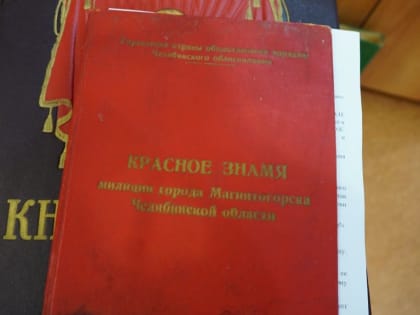 Управление охраны общественного порядка
Челябинского облисполкома
КРАСНОЕ ЗНАМЯ
милиции города Магнитогорска
Челябинской области
КН